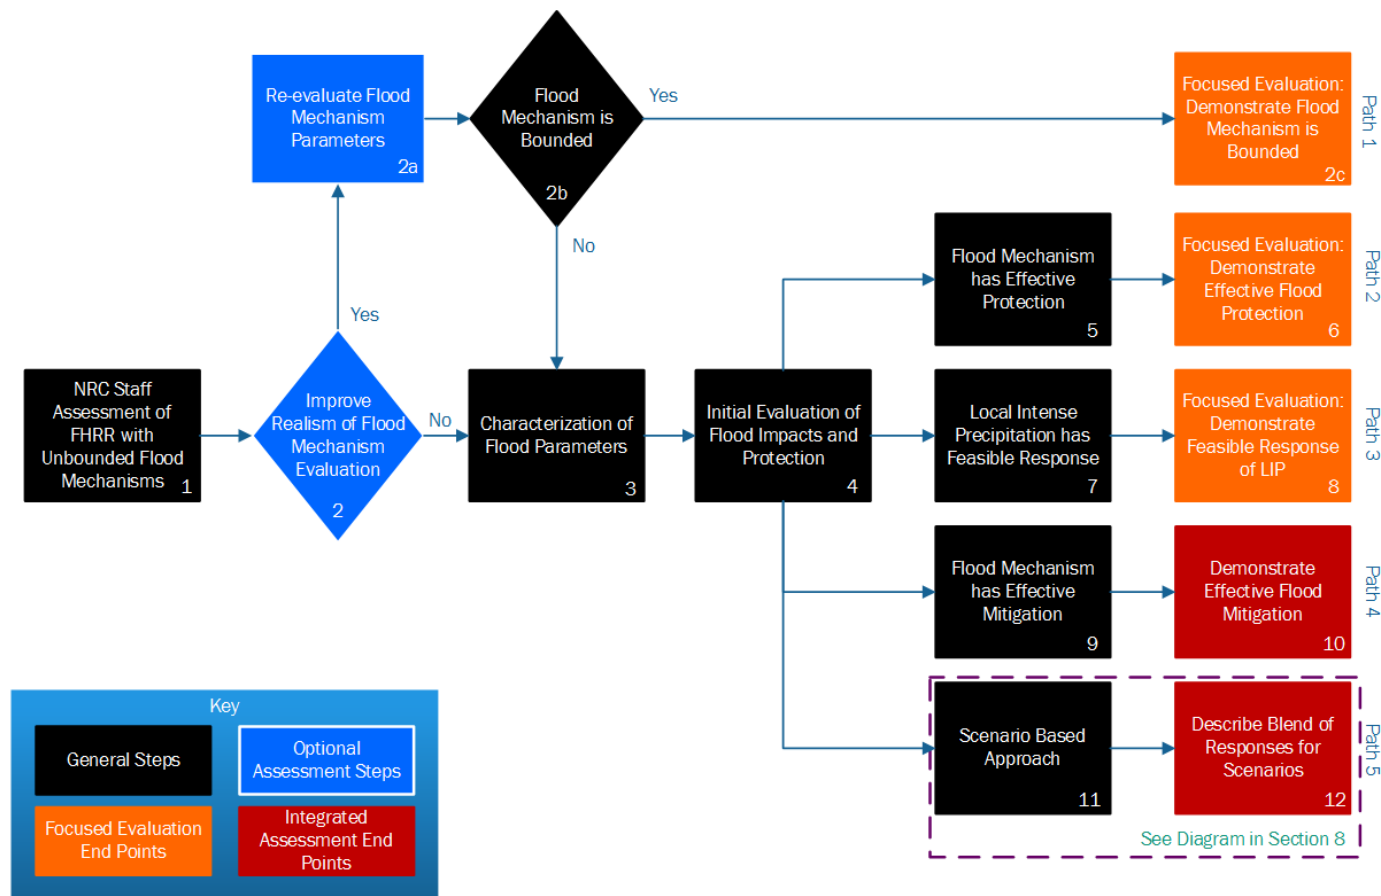 Re-evaluate Flood
Mechanism
Parameters
2a
Flood
Mechanism is
Bounded
2b
Yes
Focused Evaluation:
Demonstrate Flood
Mechanism is
Bounded
2c
Path 1
No
Flood Mechanism
has Effective
Protection
5
Focused Evaluation:
Demonstrate
Effective Flood
Protection
6
Path 2
Yes
NRC Staff
Assessment of
FHRR with
Unbounded Flood
Mechanisms
1
Improve
Realism of Flood
Mechanism
Evaluation
2
No
Characterization of
Flood Parameters
3
Initial Evaluation of
Flood Impacts and
Protection
4
Local Intense
Precipitation has
Feasible Response
7
Focused Evaluation:
Demonstrate
Feasible Response
of LIP
8
Path 3
Flood Mechanism
has Effective
Mitigation
9
Demonstrate
Effective Flood
Mitigation
10
Path 4
Scenario Based
Approach
11
Describe Blend of
Responses for
Scenarios
12
Path 5
See Diagram in Section 8
Key
General Steps
Optional
Assessment Steps
Focused Evaluation
End Points
Integrated
Assessment End
Points